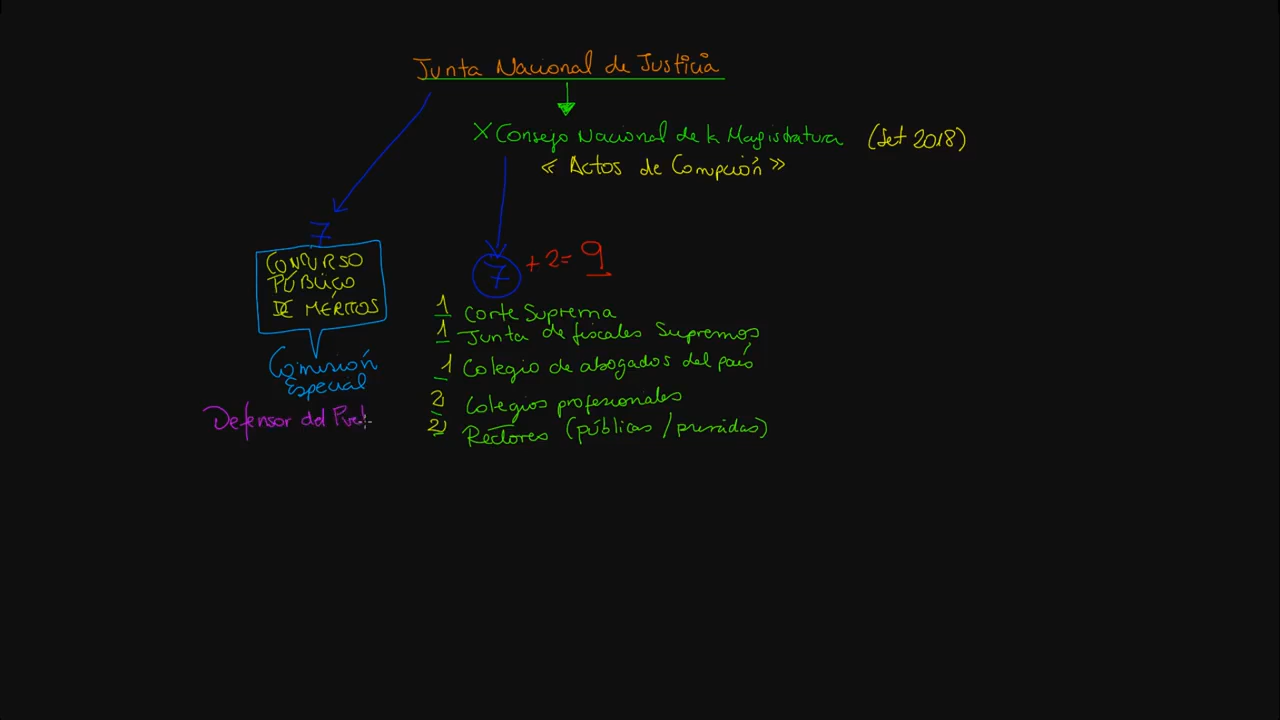 Junta Nacional de Justicia
X Consejo Nacional de la Magistratura (Set 2018)
« Actos de Corrupción »
7
CONCURSO
PÚBLICO
DE MÉRITOS
Comisión
Especial
Defensor del
7 + 2 = 9
1 Corte Suprema
1 Junta de fiscales Supremos
1 Colegio de abogados del país
2 Colegios profesionales
2 Rectores (públicas / privadas)